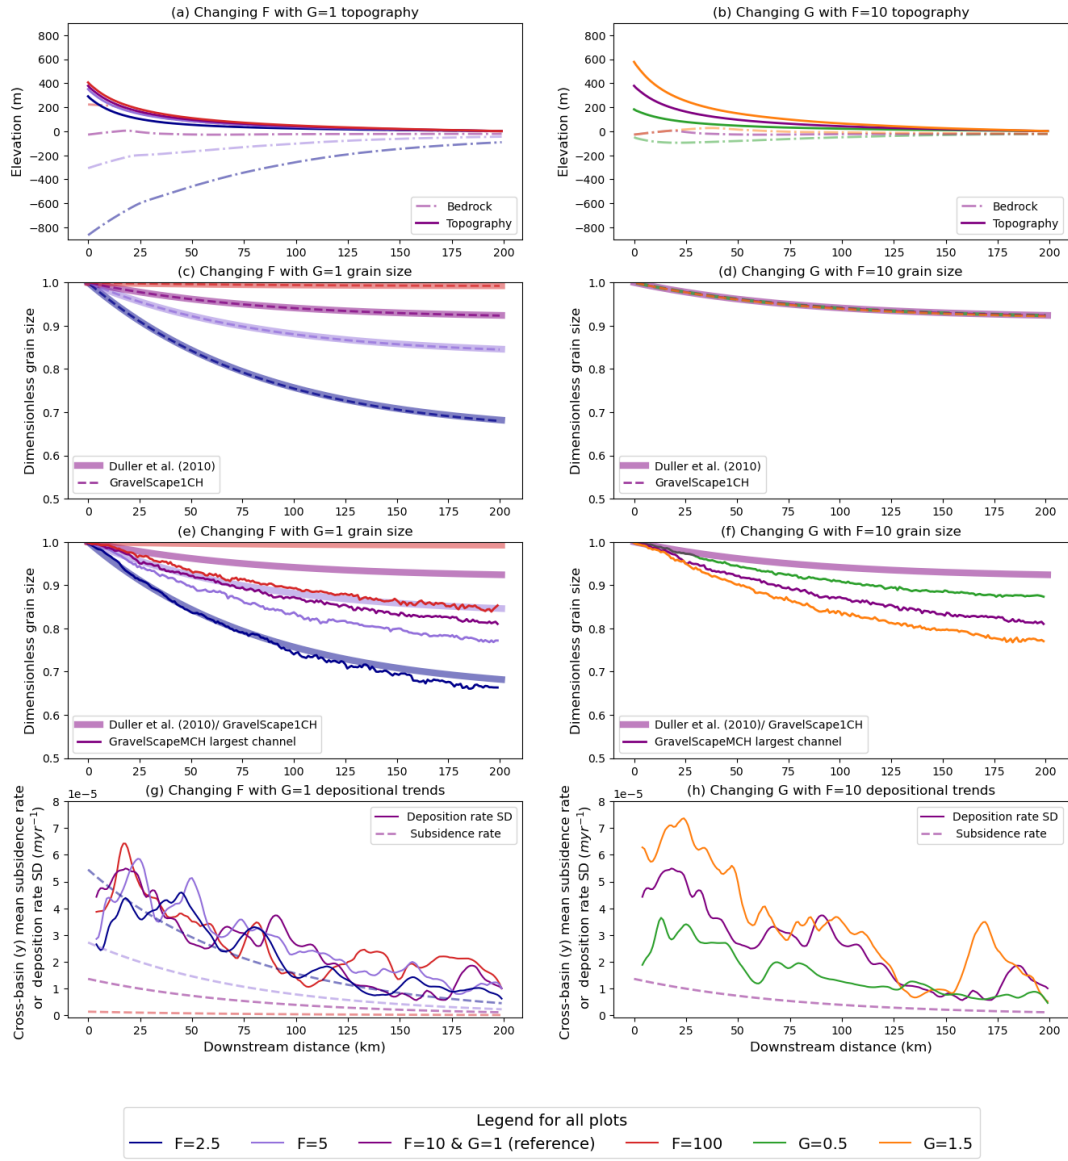 (a) Changing F with G=1 topography
800
600
400
200
0
−200
−400
−600
−800
Elevation (m)
Bedrock
Topography
0 25 50 75 100 125 150 175 200
(b) Changing G with F=10 topography
800
600
400
200
0
−200
−400
−600
−800
Elevation (m)
Bedrock
Topography
0 25 50 75 100 125 150 175 200
(c) Changing F with G=1 grain size
1.0
0.9
0.8
0.7
0.6
0.5
Dimensionless grain size
Duller et al. (2010)
GravelScape1CH
0 25 50 75 100 125 150 175 200
(d) Changing G with F=10 grain size
1.0
0.9
0.8
0.7
0.6
0.5
Dimensionless grain size
Duller et al. (2010)
GravelScape1CH
0 25 50 75 100 125 150 175 200
(e) Changing F with G=1 grain size
1.0
0.9
0.8
0.7
0.6
0.5
Dimensionless grain size
Duller et al. (2010)/ GravelScape1CH
GravelScapeMCH largest channel
0 25 50 75 100 125 150 175 200
(f) Changing G with F=10 grain size
1.0
0.9
0.8
0.7
0.6
0.5
Dimensionless grain size
Duller et al. (2010)/ GravelScape1CH
GravelScapeMCH largest channel
0 25 50 75 100 125 150 175 200
(g) Changing F with G=1 depositional trends
1e−5
8
7
6
5
4
3
2
1
0
Cross-basin (y) mean subsidence rate
or deposition rate SD (myr⁻¹)
Deposition rate SD
Subsidence rate
0 25 50 75 100 125 150 175 200
Downstream distance (km)
(h) Changing G with F=10 depositional trends
1e−5
8
7
6
5
4
3
2
1
0
Cross-basin (y) mean subsidence rate
or deposition rate SD (myr⁻¹)
Deposition rate SD
Subsidence rate
0 25 50 75 100 125 150 175 200
Downstream distance (km)
Legend for all plots
F=2.5 F=5 F=10 & G=1 (reference) F=100 G=0.5 G=1.5